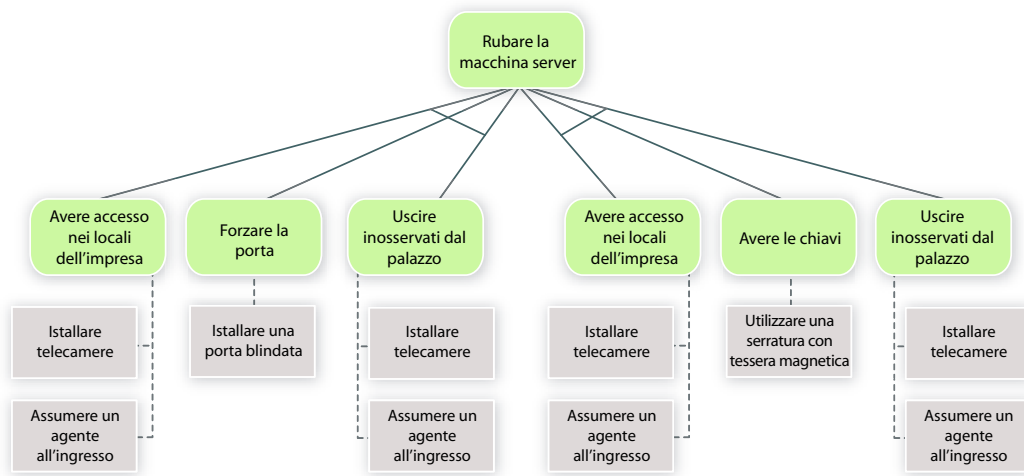 Rubare la
macchina server
Avere accesso
nei locali
dell'impresa
Forzare la
porta
Uscire
inosservati dal
palazzo
Avere accesso
nei locali
dell'impresa
Avere le chiavi
Uscire
inosservati dal
palazzo
Istallare
telecamere
Istallare una
porta blindata
Istallare
telecamere
Istallare
telecamere
Utilizzare una
serratura con
tessera magnetica
Istallare
telecamere
Assumere un
agente
all'ingresso
Assumere un
agente
all'ingresso
Assumere un
agente
all'ingresso
Assumere un
agente
all'ingresso